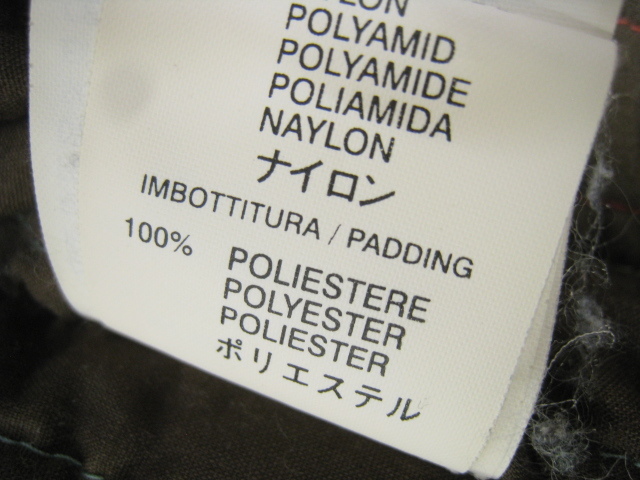 POLYAMID
POLYAMIDE
POLIAMIDA
NAYLON
ナイロン
IMBOTTITURA / PADDING
100% POLIESTERE
POLYESTER
POLIESTER
ポリエステル